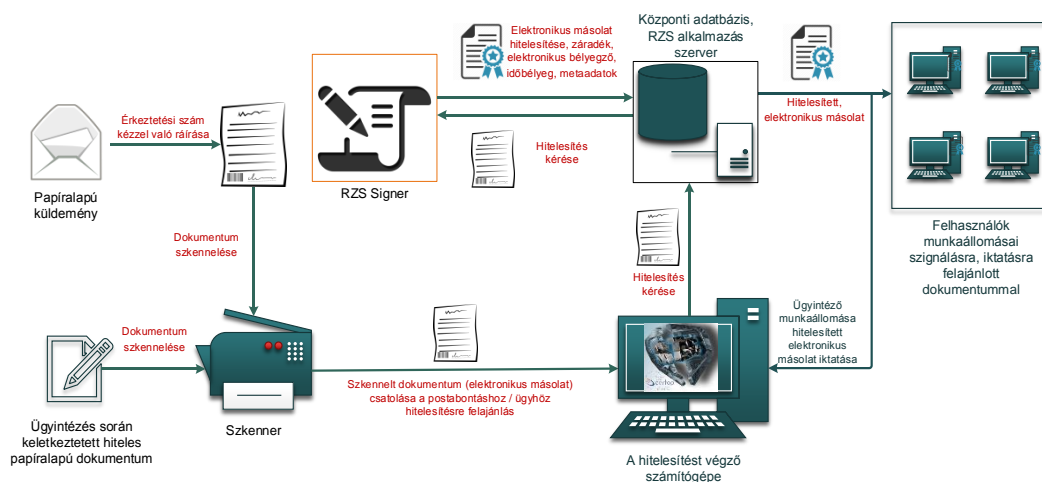 Elektronikus másolat
hitelesítése, záradék,
elektronikus bélyegző,
időbélyeg, metaadatok
Központi adatbázis,
RZS alkalmazás
szerver
Érkeztetési szám
kézzel való ráírása
Hitelesített,
elektronikus másolat
Hitelesítés
kérése
Papíralapú
küldemény
RZS Signer
Felhasználók
munkaállomásai
szignálásra, iktatásra
felajánlott
dokumentummal
Dokumentum
szkennelése
Hitelesítés
kérése
Ügyintéző
munkaállomása
hitelesített
elektronikus
másolat iktatása
Dokumentum
szkennelése
Szkennelt dokumentum (elektronikus másolat)
csatolása a postabontáshoz / ügyhöz
hitelesítésre felajánlás
Ügyintézés során
keletkeztetett hiteles
papíralapú dokumentum
Szkenner
A hitelesítést végző
számítógépe